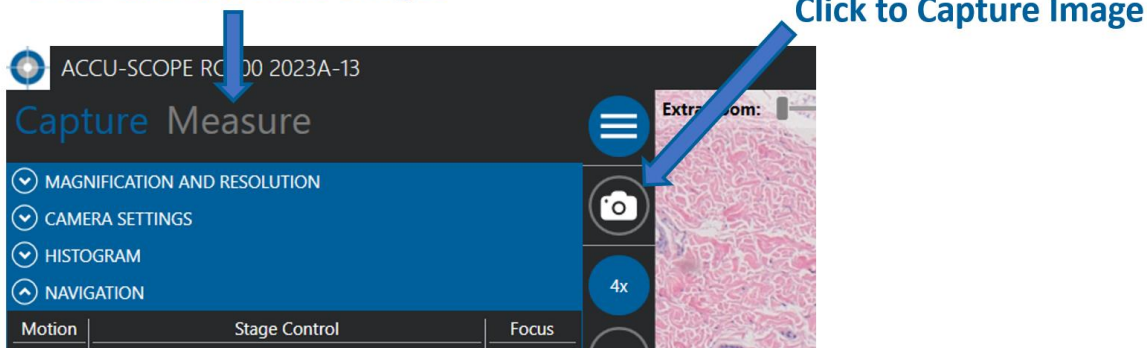 Click to Capture Image
ACCU-SCOPE
2023A-13
Capture Measure
Extra
MAGNIFICATION AND RESOLUTION
CAMERA SETTINGS
HISTOGRAM
NAVIGATION
4x
Motion
Stage Control
Focus